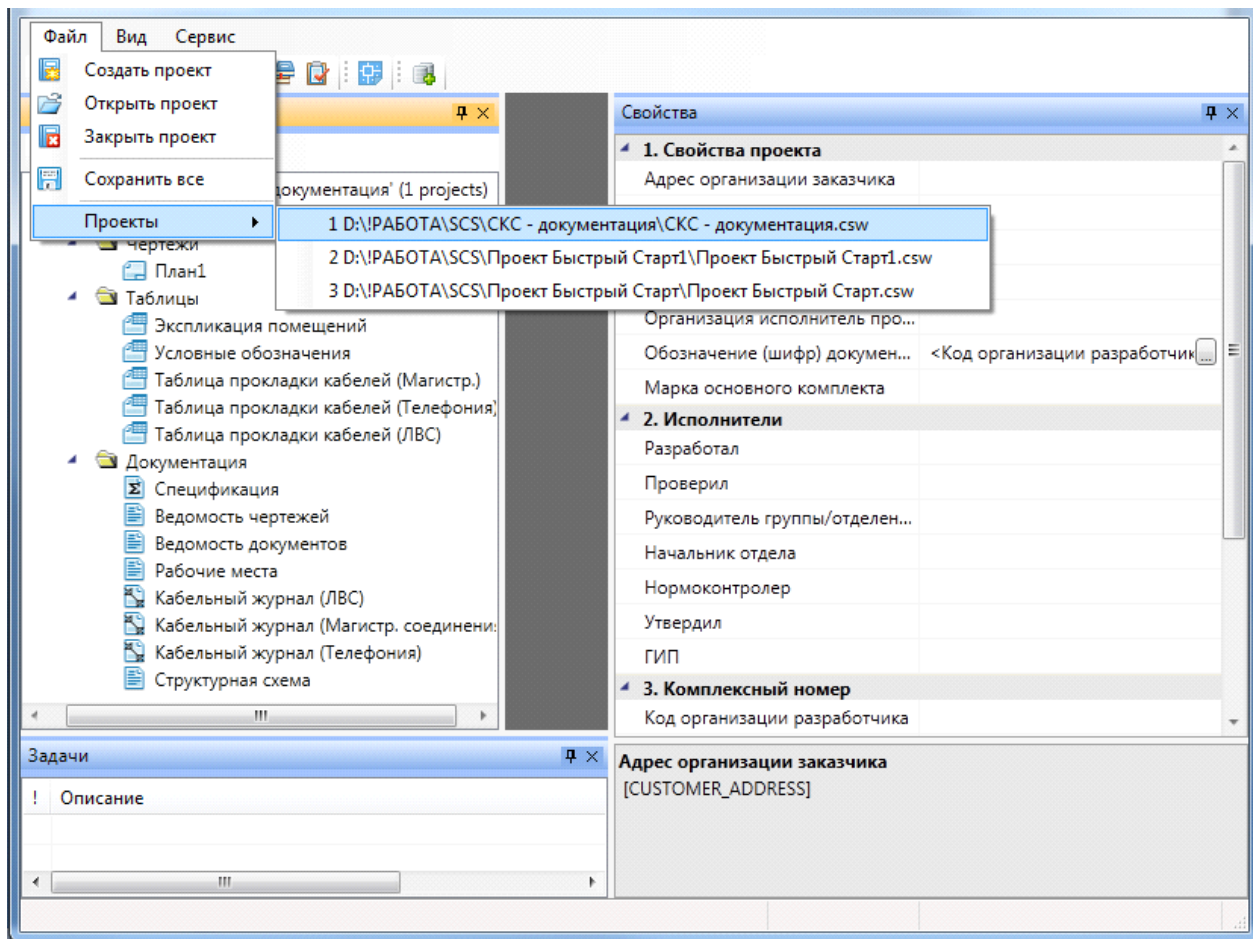 Файл Вид Сервис
Создать проект
Открыть проект
Закрыть проект
Сохранить все
Проекты
1 D:\!РАБОТА\SCS\СКС - документация\СКС - документация.csw
2 D:\!РАБОТА\SCS\Проект Быстрый Старт1\Проект Быстрый Старт1.csw
3 D:\!РАБОТА\SCS\Проект Быстрый Старт\Проект Быстрый Старт.csw
документация' (1 projects)
Чертежи
План1
Таблицы
Экспликация помещений
Условные обозначения
Таблица прокладки кабелей (Магистр.)
Таблица прокладки кабелей (Телефония)
Таблица прокладки кабелей (ЛВС)
Документация
Спецификация
Ведомость чертежей
Ведомость документов
Рабочие места
Кабельный журнал (ЛВС)
Кабельный журнал (Магистр. соединени
Кабельный журнал (Телефония)
Структурная схема
Свойства
1. Свойства проекта
Адрес организации заказчика
Организация исполнитель про...
Обозначение (шифр) докумен... <Код организации разработчик ...
Марка основного комплекта
2. Исполнители
Разработал
Проверил
Руководитель группы/отделен...
Начальник отдела
Нормоконтролер
Утвердил
ГИП
3. Комплексный номер
Код организации разработчика
Задачи
! Описание
Адрес организации заказчика
[CUSTOMER_ADDRESS]